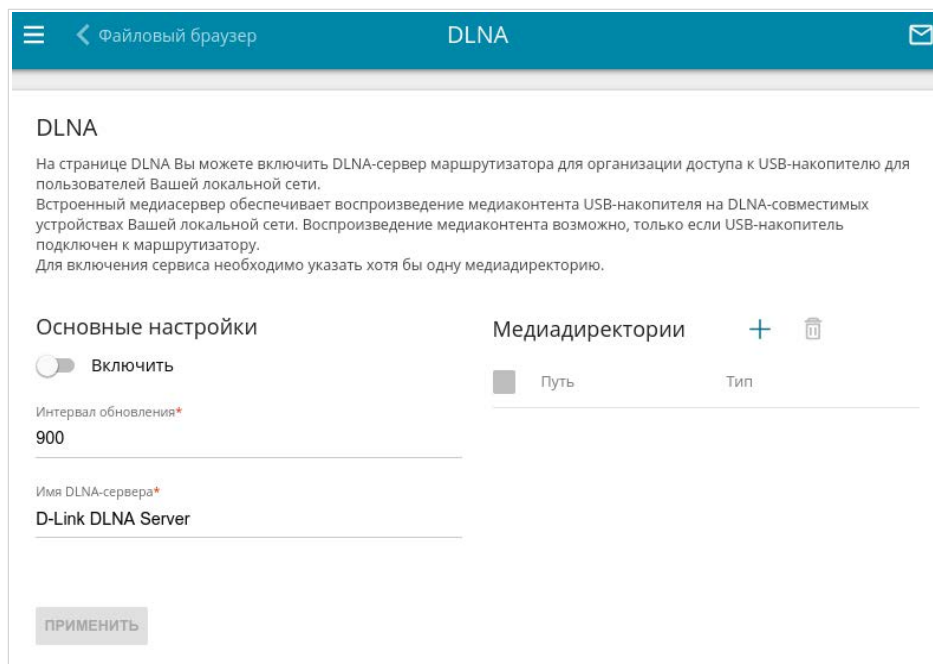 Файловый браузер
DLNA
DLNA
На странице DLNA Вы можете включить DLNA-сервер маршрутизатора для организации доступа к USB-накопителю для
пользователей Вашей локальной сети.
Встроенный медиасервер обеспечивает воспроизведение медиаконтента USB-накопителя на DLNA-совместимых
устройствах Вашей локальной сети. Воспроизведение медиаконтента возможно, только если USB-накопитель
подключен к маршрутизатору.
Для включения сервиса необходимо указать хотя бы одну медиадиректорию.
Основные настройки
Включить
Интервал обновления*
900
Имя DLNA-сервера*
D-Link DLNA Server
ПРИМЕНИТЬ
Медиадиректории
Путь Тип